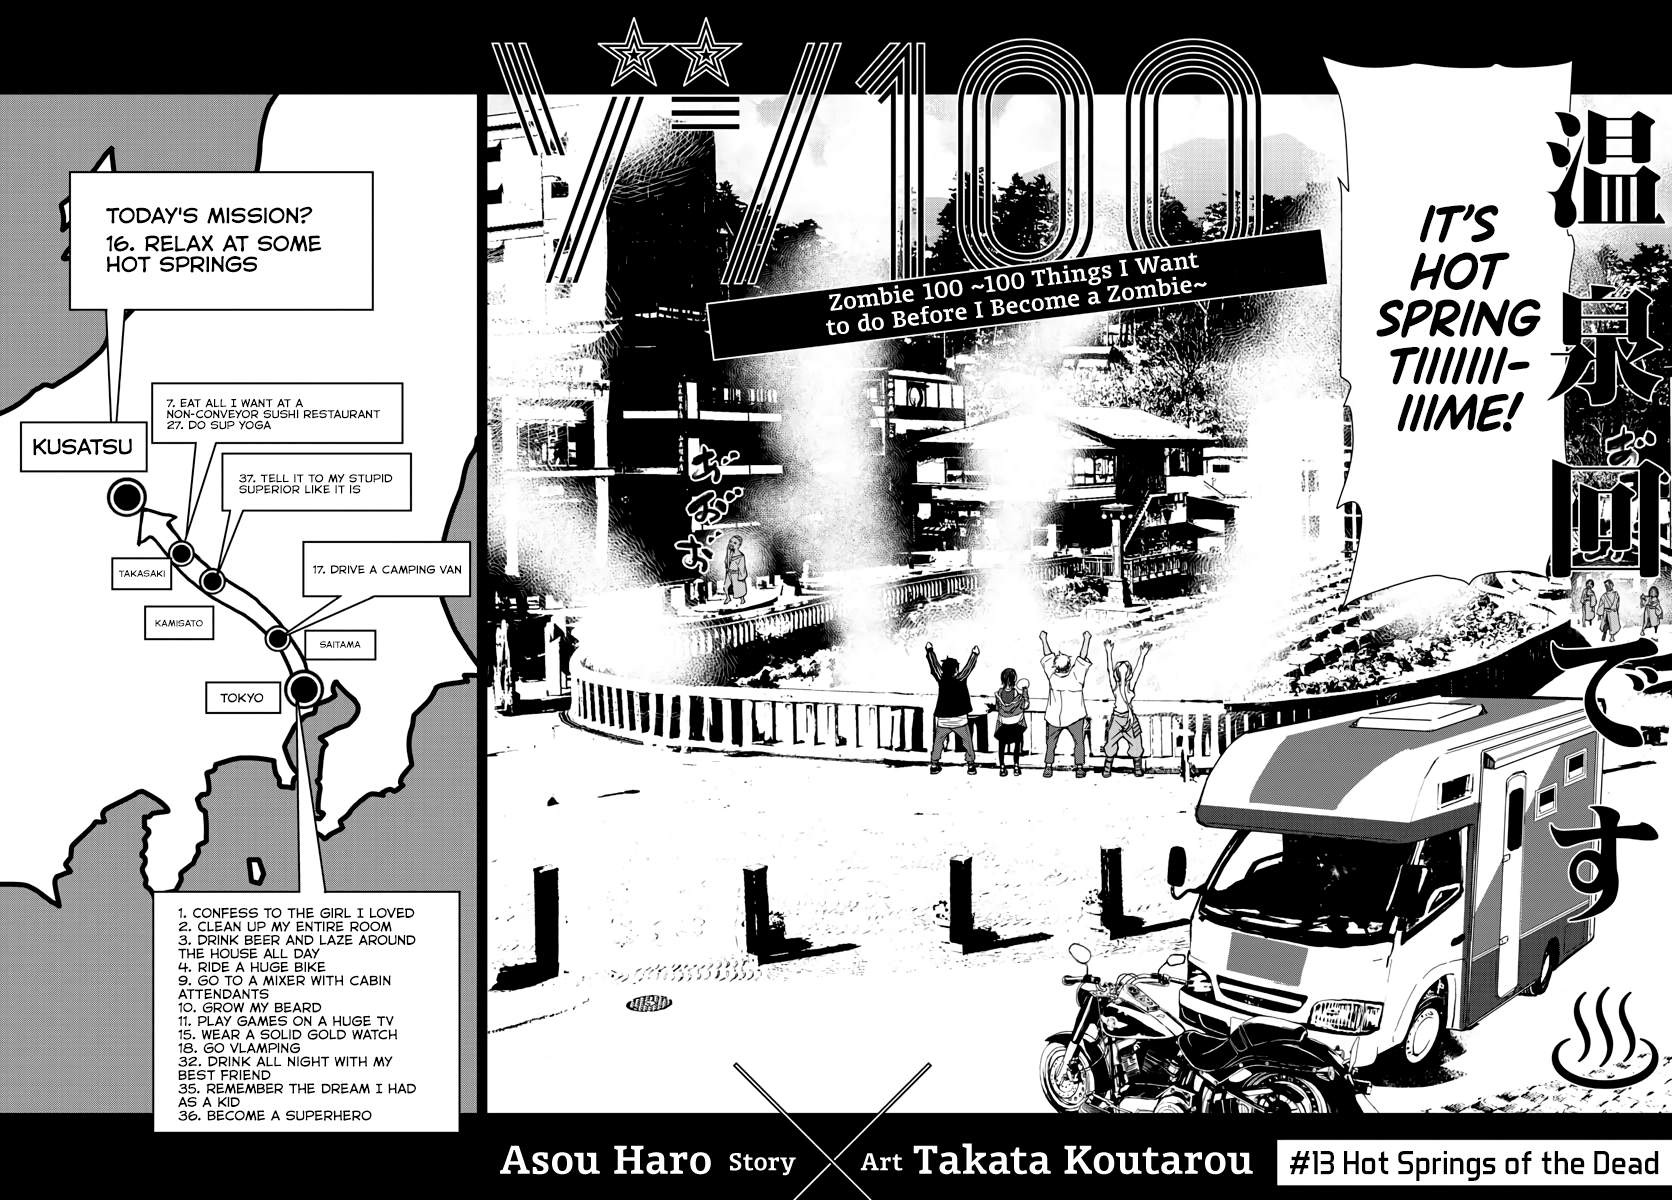 ゾミ/100
Zombie 100 ~100 Things I Want
to do Before I Become a Zombie~
IT'S
HOT
SPRING
TIIIIIII-
IIIME!
温泉回です
お
お゙お゙お
TODAY'S MISSION?
16. RELAX AT SOME
HOT SPRINGS
KUSATSU
7. EAT ALL I WANT AT A
NON-CONVEYOR SUSHI RESTAURANT
27. DO SUP YOGA
37. TELL IT TO MY STUPID
SUPERIOR LIKE IT IS
TAKASAKI
17. DRIVE A CAMPING VAN
KAMISATO
SAITAMA
TOKYO
1. CONFESS TO THE GIRL I LOVED
2. CLEAN UP MY ENTIRE ROOM
3. DRINK BEER AND LAZE AROUND
THE HOUSE ALL DAY
4. RIDE A HUGE BIKE
9. GO TO A MIXER WITH CABIN
ATTENDANTS
10. GROW MY BEARD
11. PLAY GAMES ON A HUGE TV
15. WEAR A SOLID GOLD WATCH
18. GO VLAMPING
32. DRINK ALL NIGHT WITH MY
BEST FRIEND
35. REMEMBER THE DREAM I HAD
AS A KID
36. BECOME A SUPERHERO
Asou Haro Story × Art Takata Koutarou
#13 Hot Springs of the Dead